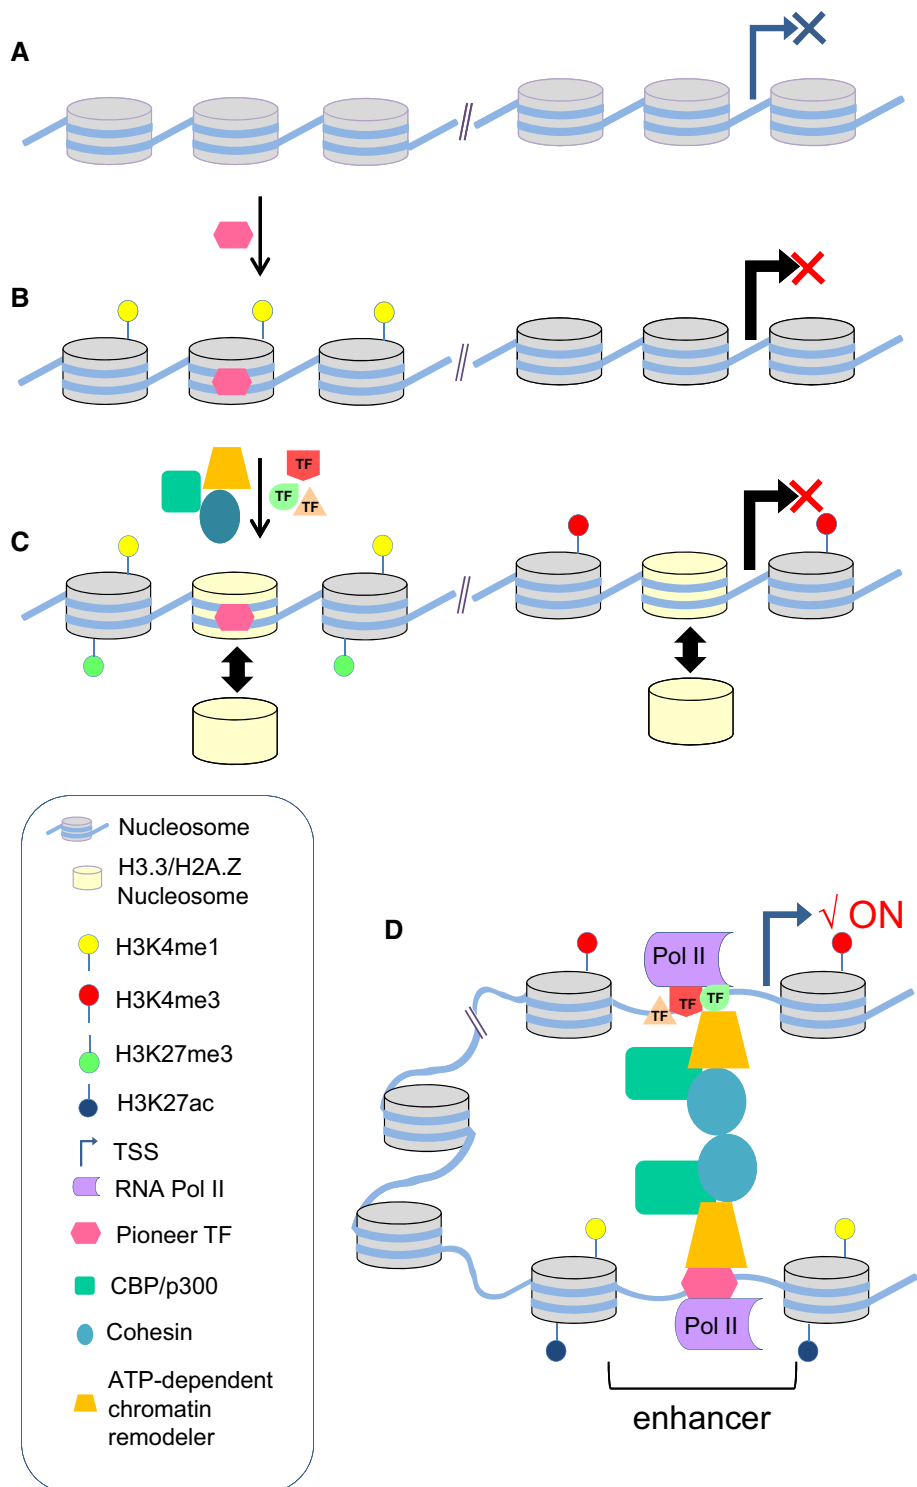 A
B
TF
TF
TF
C
Nucleosome
H3.3/H2A.Z
Nucleosome
H3K4me1
H3K4me3
H3K27me3
H3K27ac
TSS
RNA Pol II
Pioneer TF
CBP/p300
Cohesin
ATP-dependent
chromatin
remodeler
D
√ ON
Pol II
TF
TF
TF
Pol II
enhancer